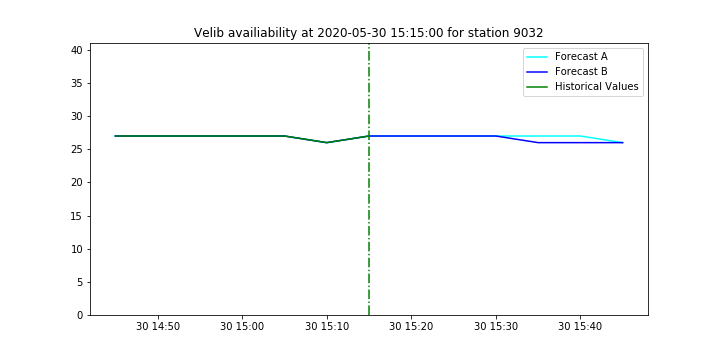 Velib availiability at 2020-05-30 15:15:00 for station 9032
Forecast A
Forecast B
Historical Values
40
35
30
25
20
15
10
5
0
30 14:50 30 15:00 30 15:10 30 15:20 30 15:30 30 15:40